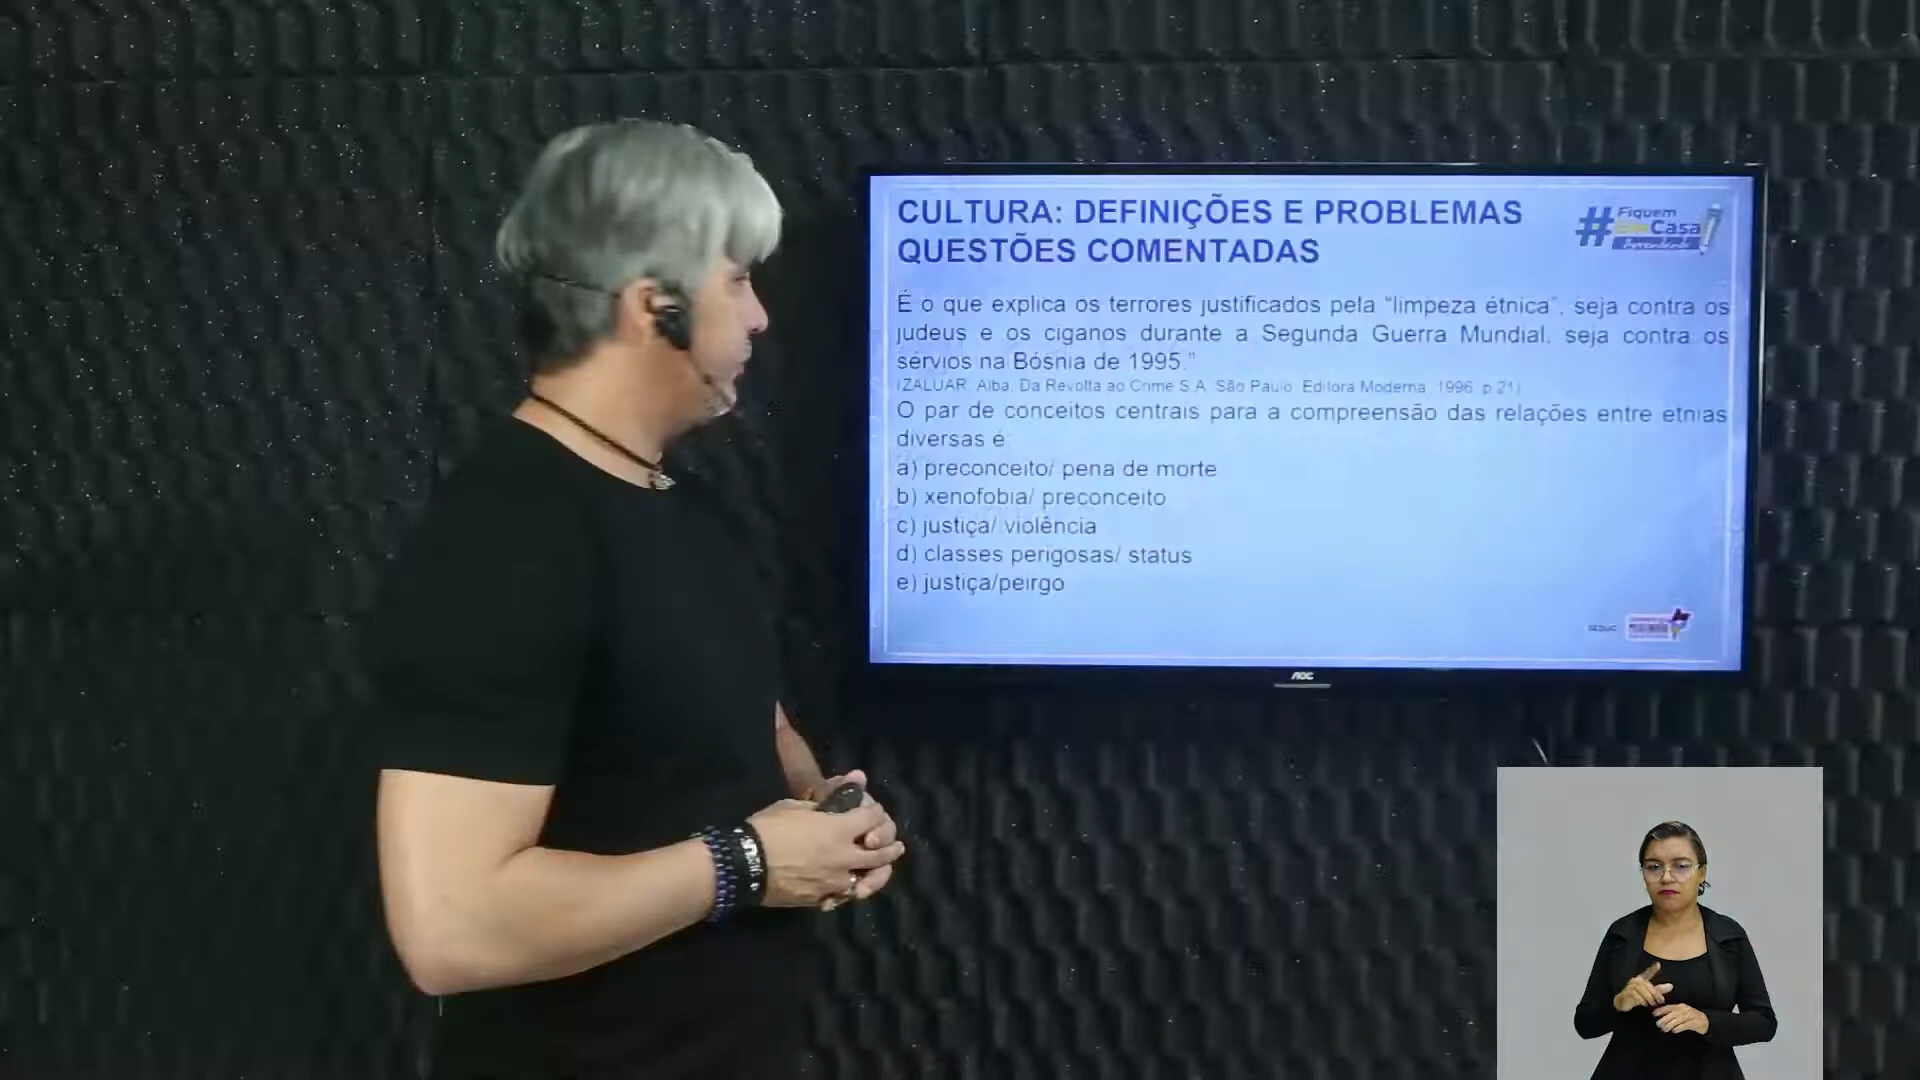 CULTURA: DEFINIÇÕES E PROBLEMAS
QUESTÕES COMENTADAS
#Fiquem
EmCasa
Aprendendo
É o que explica os terrores justificados pela "limpeza étnica", seja contra os
judeus e os ciganos durante a Segunda Guerra Mundial, seja contra os
sérvios na Bósnia de 1995."
(ZALUAR, Alba. Da Revolta ao Crime S.A. São Paulo: Editora Moderna, 1996, p.21)
O par de conceitos centrais para a compreensão das relações entre etnias
diversas é
a) preconceito/ pena de morte
b) xenofobia/ preconceito
c) justiça/ violência
d) classes perigosas/ status
e) justiça/peirgo
SEDUC
AOC